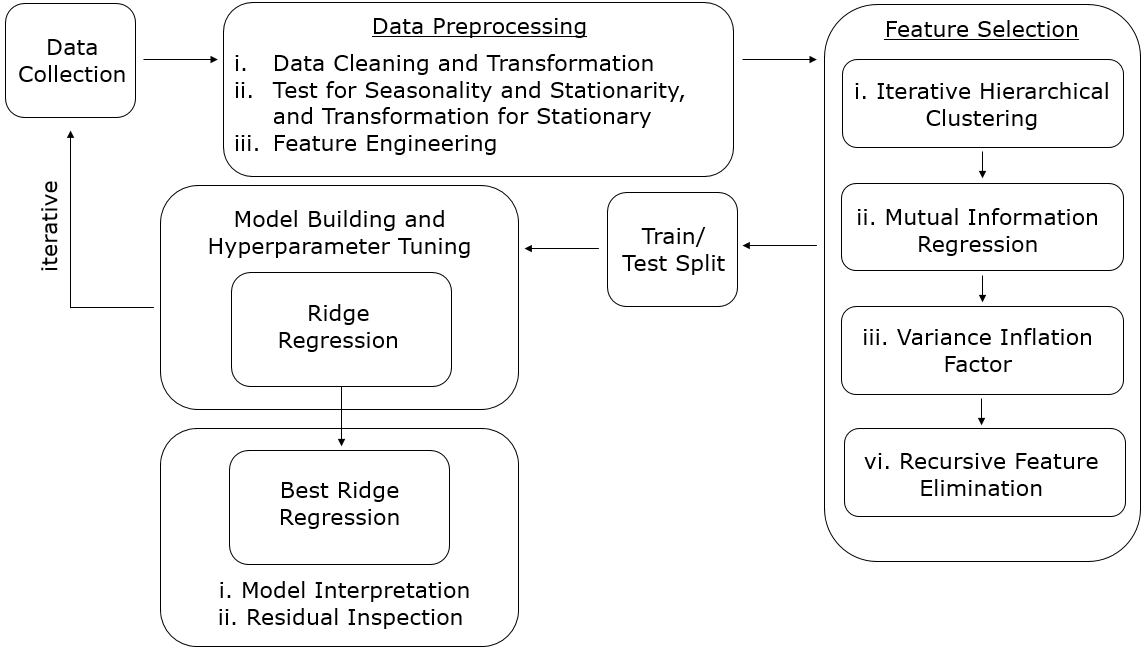 Data
Collection
Data Preprocessing
i. Data Cleaning and Transformation
ii. Test for Seasonality and Stationarity,
and Transformation for Stationary
iii. Feature Engineering
Feature Selection
i. Iterative Hierarchical
Clustering
ii. Mutual Information
Regression
iii. Variance Inflation
Factor
vi. Recursive Feature
Elimination
Train/
Test Split
Model Building and
Hyperparameter Tuning
Ridge
Regression
iterative
Best Ridge
Regression
i. Model Interpretation
ii. Residual Inspection